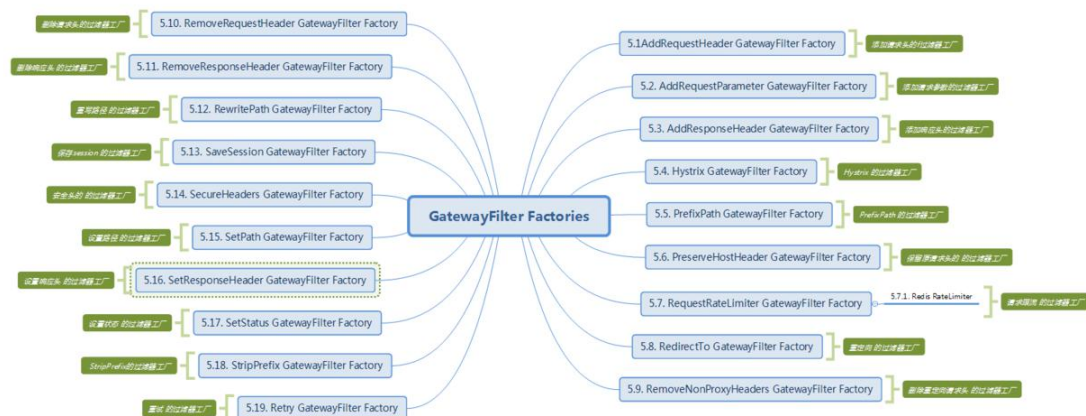 GatewayFilter Factories
5.1AddRequestHeader GatewayFilter Factory
添加请求头的f过滤器工厂
5.2. AddRequestParameter GatewayFilter Factory
添加请求参数的过滤器工厂
5.3. AddResponseHeader GatewayFilter Factory
添加响应头的过滤器工厂
5.4. Hystrix GatewayFilter Factory
Hystrix 的过滤器工厂
5.5. PrefixPath GatewayFilter Factory
PrefixPath 的过滤器工厂
5.6. PreserveHostHeader GatewayFilter Factory
保留原请求头的 的过滤器工厂
5.7. RequestRateLimiter GatewayFilter Factory
5.7.1. Redis RateLimiter
请求限流 的过滤器工厂
5.8. RedirectTo GatewayFilter Factory
重定向 的过滤器工厂
5.9. RemoveNonProxyHeaders GatewayFilter Factory
删除重定向请求头 的过滤器工厂
5.10. RemoveRequestHeader GatewayFilter Factory
删除请求头的过滤器工厂
5.11. RemoveResponseHeader GatewayFilter Factory
删除响应头 的过滤器工厂
5.12. RewritePath GatewayFilter Factory
重写路径 的过滤器工厂
5.13. SaveSession GatewayFilter Factory
保存session 的过滤器工厂
5.14. SecureHeaders GatewayFilter Factory
安全头的 的过滤器工厂
5.15. SetPath GatewayFilter Factory
设置路径 的过滤器工厂
5.16. SetResponseHeader GatewayFilter Factory
设置响应头 的过滤器工厂
5.17. SetStatus GatewayFilter Factory
设置状态 的过滤器工厂
5.18. StripPrefix GatewayFilter Factory
StripPrefix的过滤器工厂
5.19. Retry GatewayFilter Factory
重试 的过滤器工厂